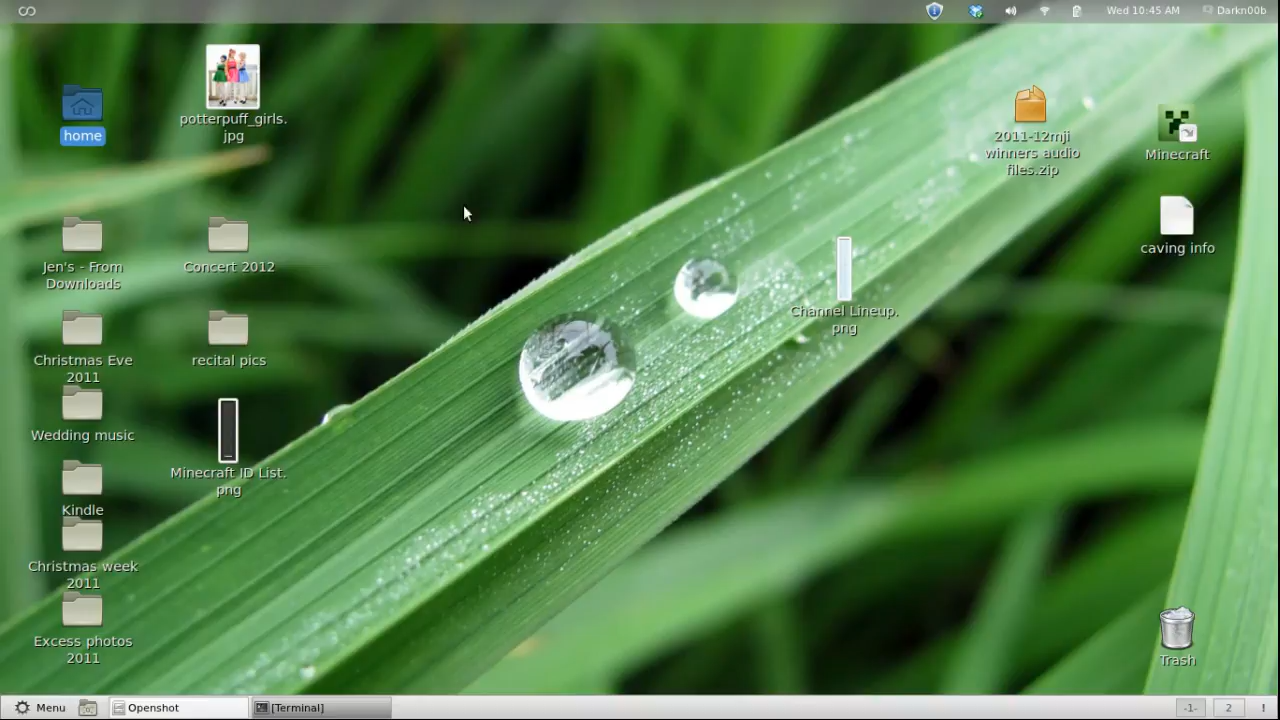 Wed 10:45 AM
Darkn00b
home
potterpuff_girls.
jpg
2011-12mji
winners audio
files.zip
Minecraft
Jen's - From
Downloads
Concert 2012
caving info
Christmas Eve
2011
recital pics
Channel Lineup.
png
Wedding music
Minecraft ID List.
png
Kindle
Christmas week
2011
Excess photos
2011
Trash
Menu
Openshot
[Terminal]
-1-
2
!